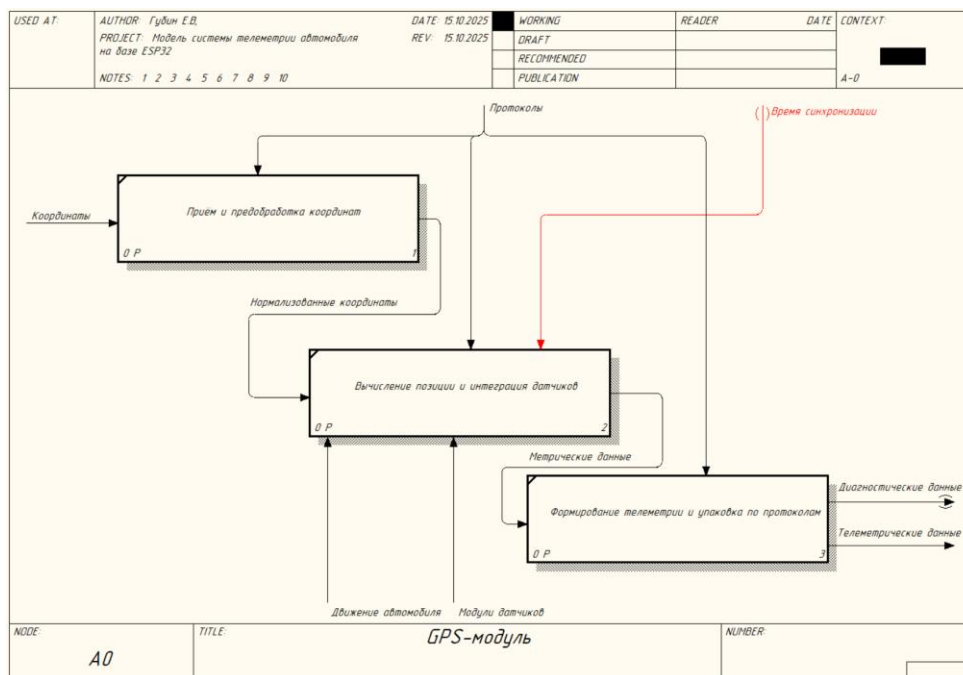 USED AT:
AUTHOR: Губин Е.В,
DATE: 15.10.2025
WORKING
READER
DATE
CONTEXT:
PROJECT: Модель системы телеметрии автомобиля
на базе ESP32
REV: 15.10.2025
DRAFT
RECOMMENDED
NOTES: 1 2 3 4 5 6 7 8 9 10
PUBLICATION
A-0
Протоколы
Время синхронизации
Координаты
Приём и предобработка координат
0 Р
1
Нормализованные координаты
Вычисление позиции и интеграция датчиков
0 Р
2
Метрические данные
Диагностические данные
Формирование телеметрии и упаковка по протоколам
Телеметрические данные
0 Р
3
Движение автомобиля
Модули датчиков
NODE:
TITLE:
GPS-модуль
NUMBER:
A0